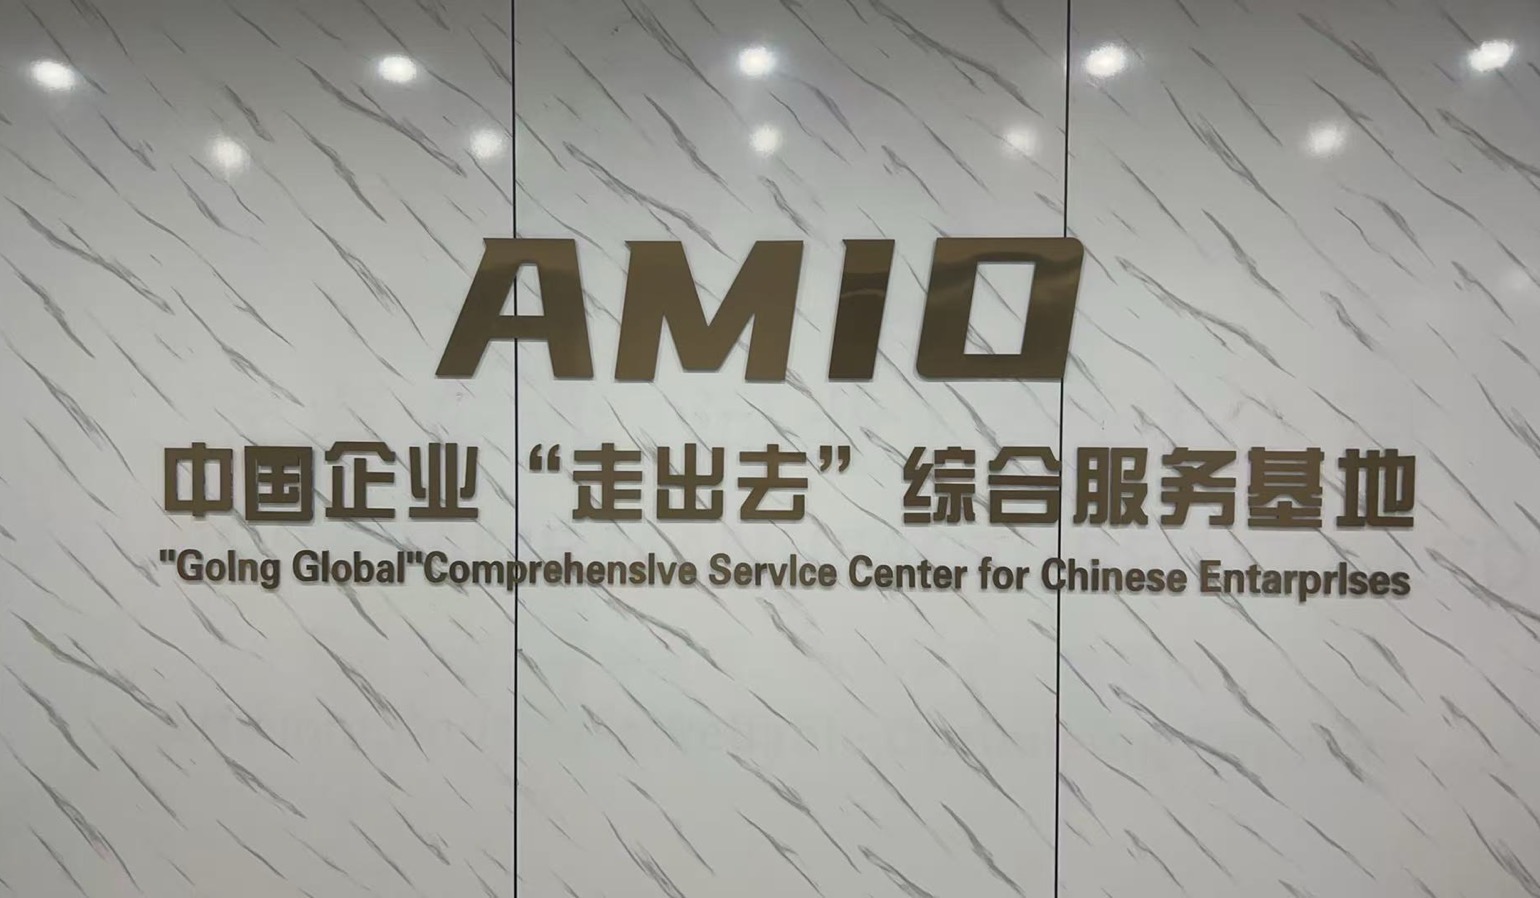 AMIO
中国企业“走出去”综合服务基地
"Golng Global"Comprehenslve Servlce Center for Chinese Entarprlses